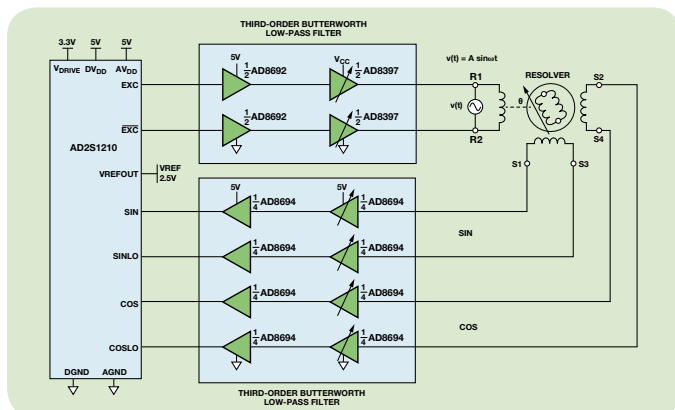 THIRD-ORDER BUTTERWORTH
LOW-PASS FILTER
3.3V 5V 5V
VDRIVE DVDD AVDD
EXC
5V
1/2 AD8692
VCC
1/2 AD8397
v(t) = A sinωt
R1
RESOLVER
S2
v(t)
θ
EXC
1/2 AD8692
1/2 AD8397
R2
S4
AD2S1210
VREFOUT
VREF
2.5V
S1
S3
5V
5V
SIN
1/4 AD8694
1/4 AD8694
SIN
SINLO
1/4 AD8694
1/4 AD8694
COS
1/4 AD8694
1/4 AD8694
COS
COSLO
1/4 AD8694
1/4 AD8694
DGND AGND
THIRD-ORDER BUTTERWORTH
LOW-PASS FILTER